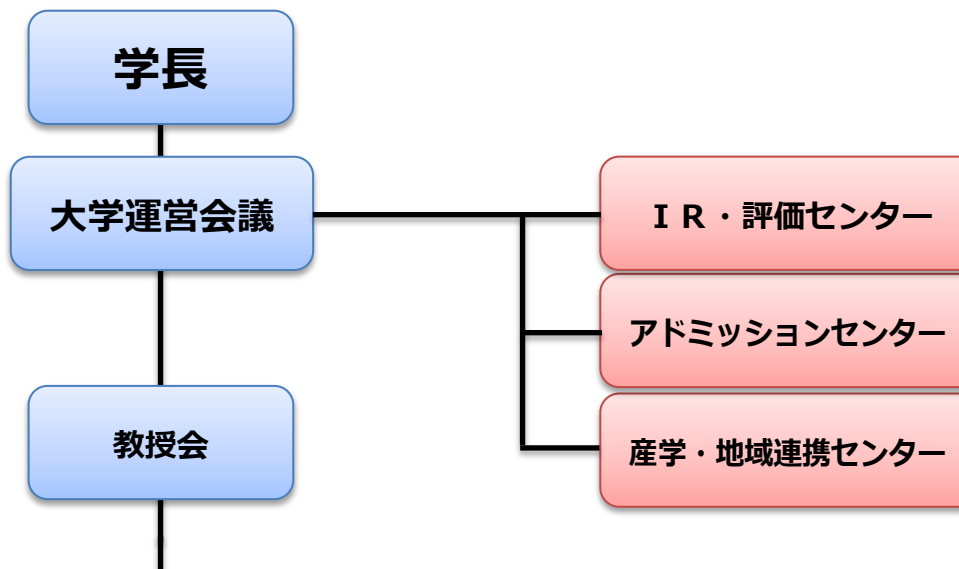 学長
大学運営会議
ＩＲ・評価センター
アドミッションセンター
教授会
産学・地域連携センター